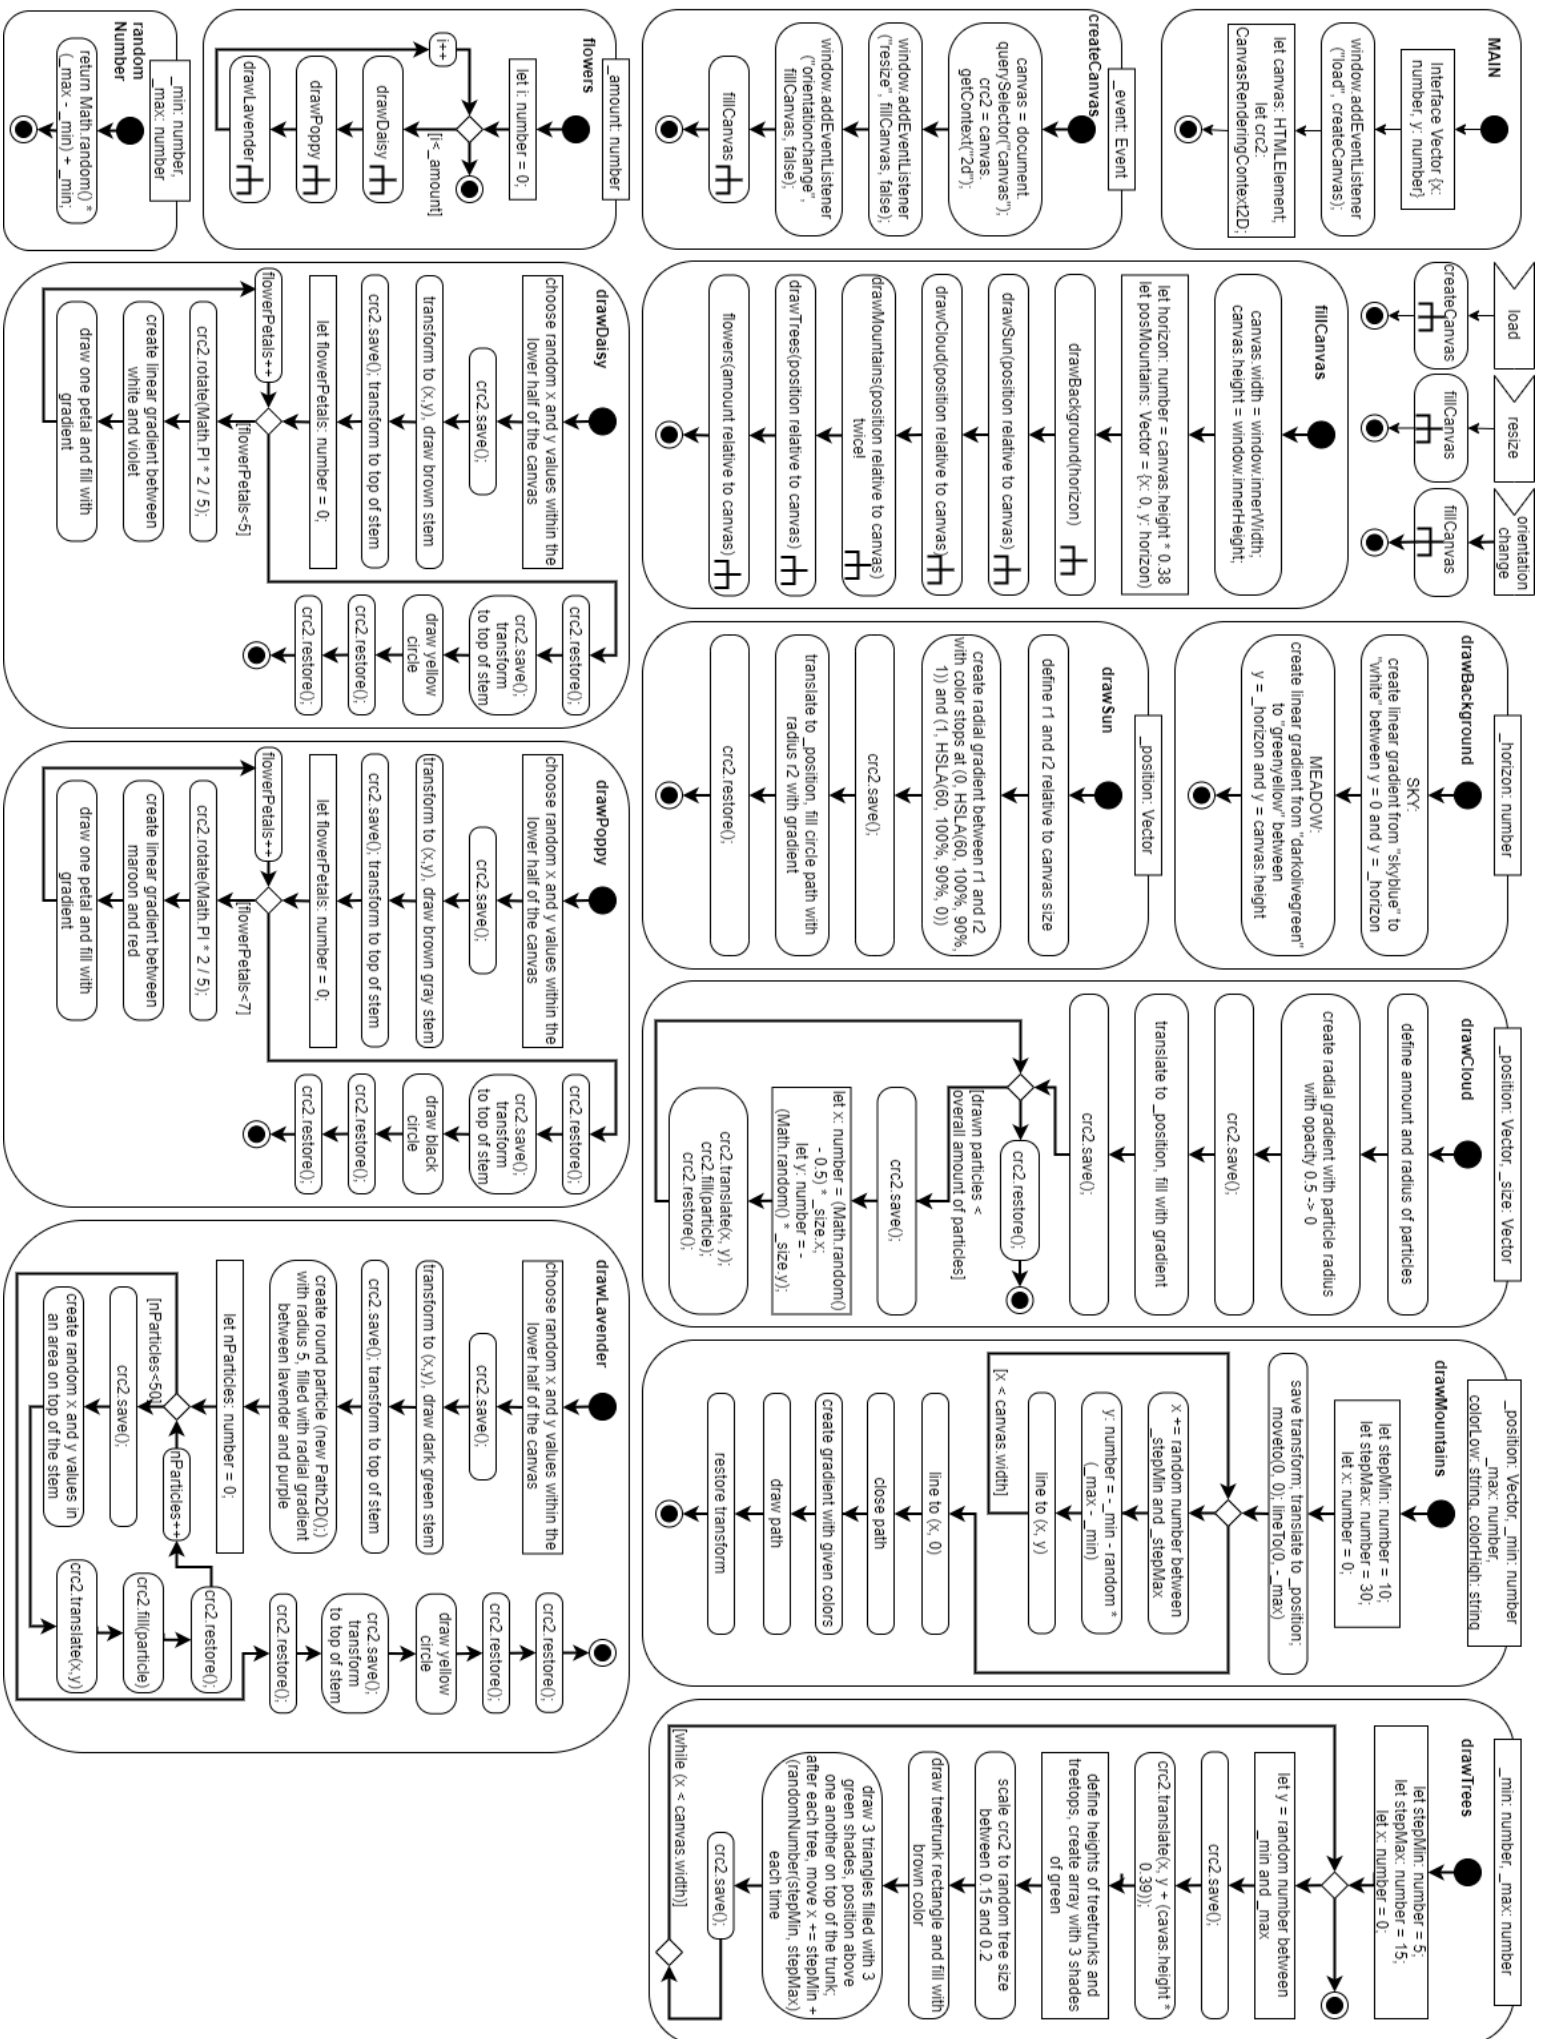 MAIN
Interface Vector {x:
number, y: number}
window.addEventListener
("load", createCanvas);
let canvas: HTMLElement;
let crc2:
CanvasRenderingContext2D;
load
createCanvas
resize
fillCanvas
orientation
change
fillCanvas
createCanvas
_event: Event
canvas = document.
querySelector("canvas");
crc2 = canvas.
getContext("2d");
window.addEventListener
("resize", fillCanvas, false);
window.addEventListener
("orientationchange",
fillCanvas, false);
fillCanvas
fillCanvas
canvas.width = window.innerWidth;
canvas.height = window.innerHeight;
let horizon: number = canvas.height * 0.38
let posMountains: Vector = {x: 0, y: horizon)
drawBackground(horizon)
drawSun(position relative to canvas)
drawCloud(position relative to canvas)
drawMountains(position relative to canvas)
twice!
drawTrees(position relative to canvas)
flowers(amount relative to canvas)
drawBackground
_horizon: number
SKY:
create linear gradient from "skyblue" to
"white" between y = 0 and y = _horizon
MEADOW:
create linear gradient from "darkolivegreen"
to "greenyellow" between
y = _horizon and y = canvas.height
drawSun
_position: Vector
define r1 and r2 relative to canvas size
create radial gradient between r1 and r2
with color stops at (0, HSLA(60, 100%, 90%,
1)) and (1, HSLA(60, 100%, 90%, 0))
crc2.save();
translate to _position, fill circle path with
radius r2 with gradient
crc2.restore();
drawCloud
_position: Vector, _size: Vector
define amount and radius of particles
create radial gradient with particle radius
with opacity 0.5 -> 0
crc2.save();
translate to _position, fill with gradient
crc2.save();
crc2.restore();
[drawn particles <
overall amount of particles]
crc2.save();
let x: number = (Math.random()
- 0.5) * _size.x;
let y: number = -
(Math.random() * _size.y);
crc2.translate(x, y);
crc2.fill(particle);
crc2.restore();
drawMountains
_position: Vector, _min: number
_max: number,
colorLow: string, colorHigh: string
let stepMin: number = 10;
let stepMax: number = 30;
let x: number = 0;
save transform; translate to _position;
moveto(0, 0); lineTo(0, -_max)
x += random number between
_stepMin and _stepMax
y: number = -_min - random *
(_max - _min)
line to (x, y)
[x < canvas.width]
line to (x, 0)
close path
create gradient with given colors
draw path
restore transform
drawTrees
_min: number, _max: number
let stepMin: number = 5;
let stepMax: number = 15;
let x: number = 0;
let y = random number between
_min and _max
crc2.save();
crc2.translate(x, y + (cavas.height *
0.39));
define heights of treetrunks and
treetops, create array with 3 shades
of green
scale crc2 to random tree size
between 0.15 and 0.2
draw treetrunk rectangle and fill with
brown color
draw 3 triangles filled with 3
green shades, position above
one another on top of the trunk;
after each tree, move x += stepMin +
(randomNumber(stepMin, stepMax)
each time
crc2.save();
[while (x < canvas.width)]
flowers
_amount: number
let i: number = 0;
i++
[i<_amount]
drawDaisy
drawPoppy
drawLavender
random
Number
_min: number,
_max: number
return Math.random() *
(_max - _min) + _min;
drawDaisy
choose random x and y values within the
lower half of the canvas
crc2.save();
transform to (x,y), draw brown stem
crc2.save(); transform to top of stem
let flowerPetals: number = 0;
flowerPetals++
[flowerPetals<5]
crc2.rotate(Math.PI * 2 / 5);
create linear gradient between
white and violet
draw one petal and fill with
gradient
crc2.restore();
crc2.save();
transform
to top of stem
draw yellow
circle
crc2.restore();
crc2.restore();
drawPoppy
choose random x and y values within the
lower half of the canvas
crc2.save();
transform to (x,y), draw brown gray stem
crc2.save(); transform to top of stem
let flowerPetals: number = 0;
flowerPetals++
[flowerPetals<7]
crc2.rotate(Math.PI * 2 / 5);
create linear gradient between
maroon and red
draw one petal and fill with
gradient
crc2.restore();
crc2.save();
transform
to top of stem
draw black
circle
crc2.restore();
crc2.restore();
drawLavender
choose random x and y values within the
lower half of the canvas
crc2.save();
transform to (x,y), draw dark green stem
crc2.save(); transform to top of stem
create round particle (new Path2D();)
with radius 5, filled with radial gradient
between lavender and purple
let nParticles: number = 0;
nParticles++
[nParticles<50]
crc2.save();
create random x and y values in
an area on top of the stem
crc2.translate(x,y)
crc2.fill(particle)
crc2.restore();
crc2.restore();
crc2.save();
transform
to top of stem
draw yellow
circle
crc2.restore();
crc2.restore();